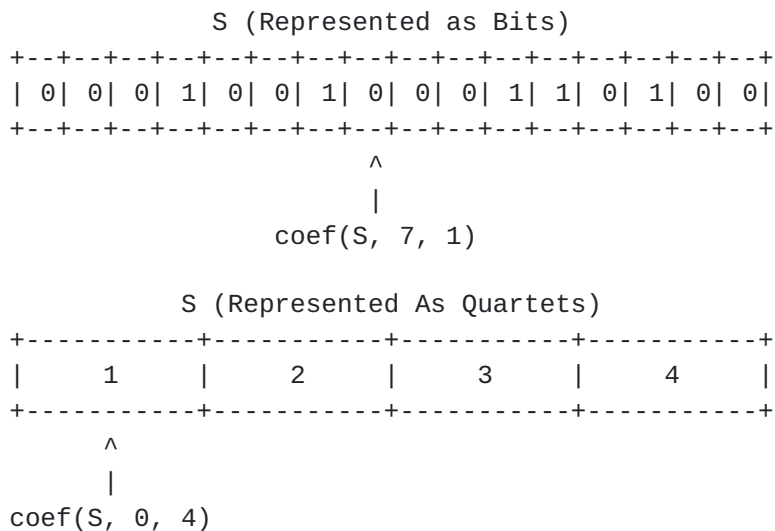 S (Represented as Bits)
+--+--+--+--+--+--+--+--+--+--+--+--+--+--+--+--+
| 0| 0| 0| 1| 0| 0| 1| 0| 0| 0| 1| 1| 0| 1| 0| 0|
+--+--+--+--+--+--+--+--+--+--+--+--+--+--+--+--+
^
|
coef(S, 7, 1)
S (Represented As Quartets)
+-----------+-----------+-----------+-----------+
|     1     |     2     |     3     |     4     |
+-----------+-----------+-----------+-----------+
^
|
coef(S, 0, 4)